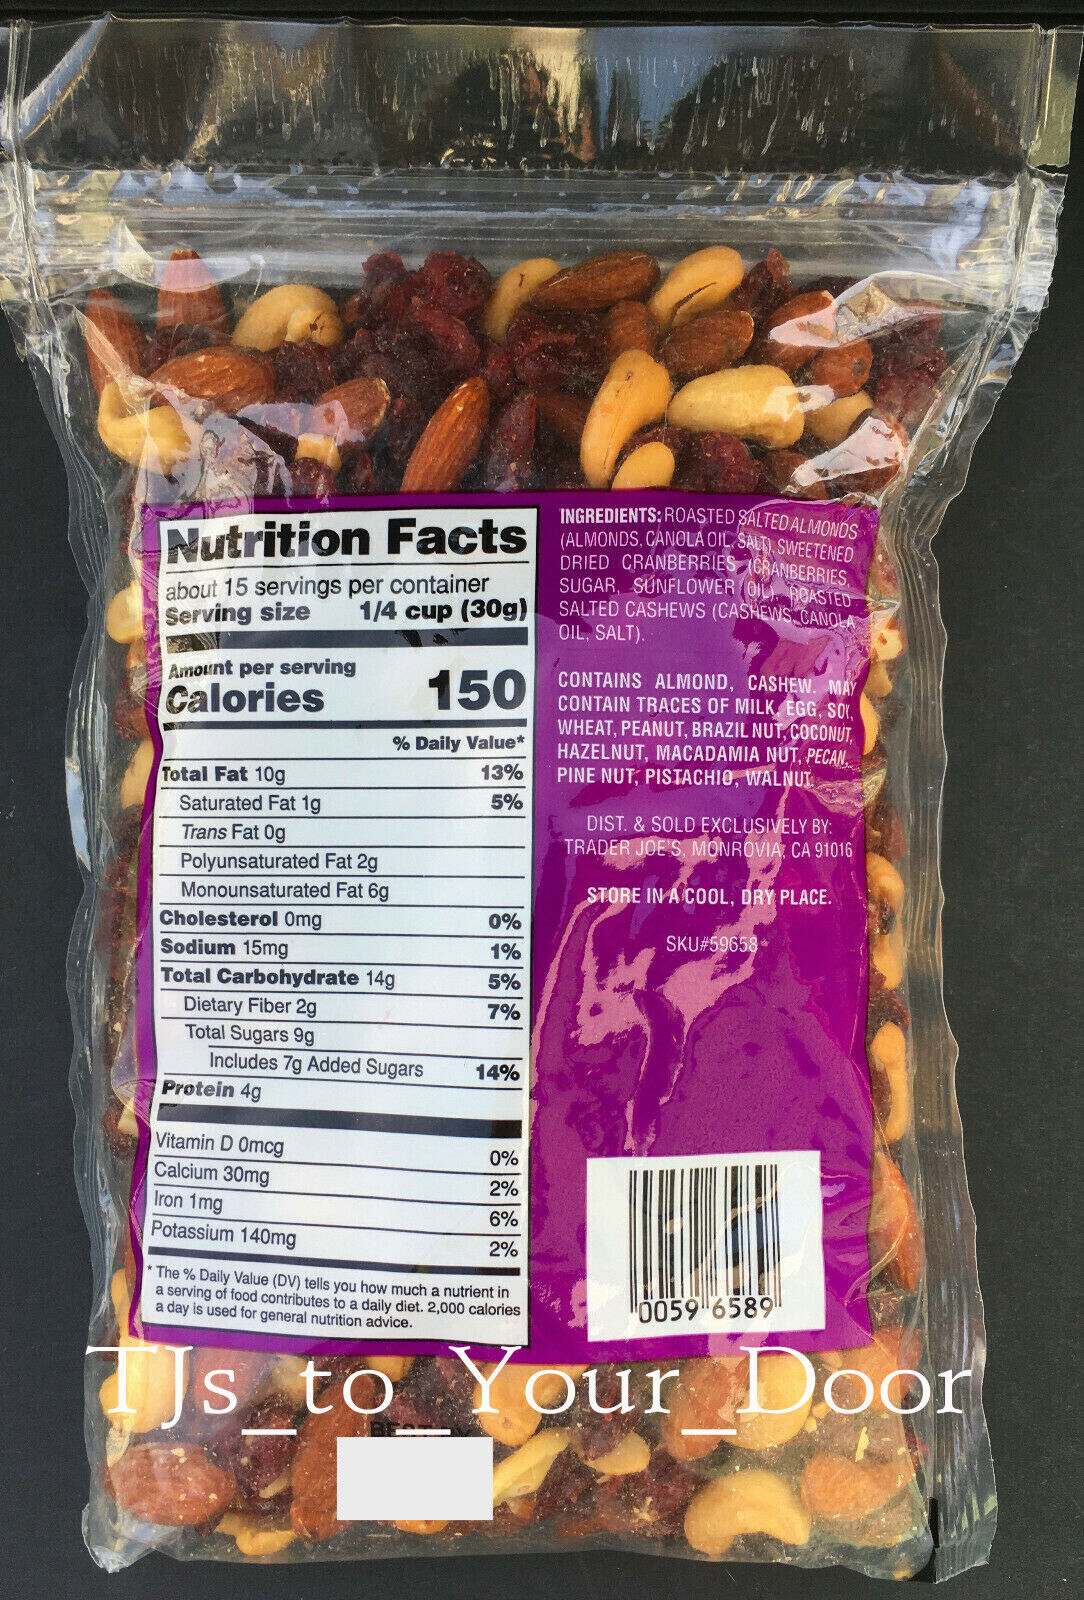 Nutrition Facts
about 15 servings per container
Serving size 1/4 cup (30g)
Amount per serving
Calories 150
% Daily Value*
Total Fat 10g 13%
Saturated Fat 1g 5%
Trans Fat 0g
Polyunsaturated Fat 2g
Monounsaturated Fat 6g
Cholesterol 0mg 0%
Sodium 15mg 1%
Total Carbohydrate 14g 5%
Dietary Fiber 2g 7%
Total Sugars 9g
Includes 7g Added Sugars 14%
Protein 4g
Vitamin D 0mcg 0%
Calcium 30mg 2%
Iron 1mg 6%
Potassium 140mg 2%
* The % Daily Value (DV) tells you how much a nutrient in
a serving of food contributes to a daily diet. 2,000 calories
a day is used for general nutrition advice.
INGREDIENTS: ROASTED SALTED ALMONDS
(ALMONDS, CANOLA OIL, SALT), SWEETENED
DRIED CRANBERRIES (CRANBERRIES,
SUGAR, SUNFLOWER OIL), ROASTED
SALTED CASHEWS (CASHEWS, CANOLA
OIL, SALT).
CONTAINS ALMOND, CASHEW. MAY
CONTAIN TRACES OF MILK, EGG, SOY,
WHEAT, PEANUT, BRAZIL NUT, COCONUT,
HAZELNUT, MACADAMIA NUT, PECAN,
PINE NUT, PISTACHIO, WALNUT.
DIST. & SOLD EXCLUSIVELY BY:
TRADER JOE'S, MONROVIA, CA 91016
STORE IN A COOL, DRY PLACE.
SKU#59658
0059 6589
TJs_to_Your_Door